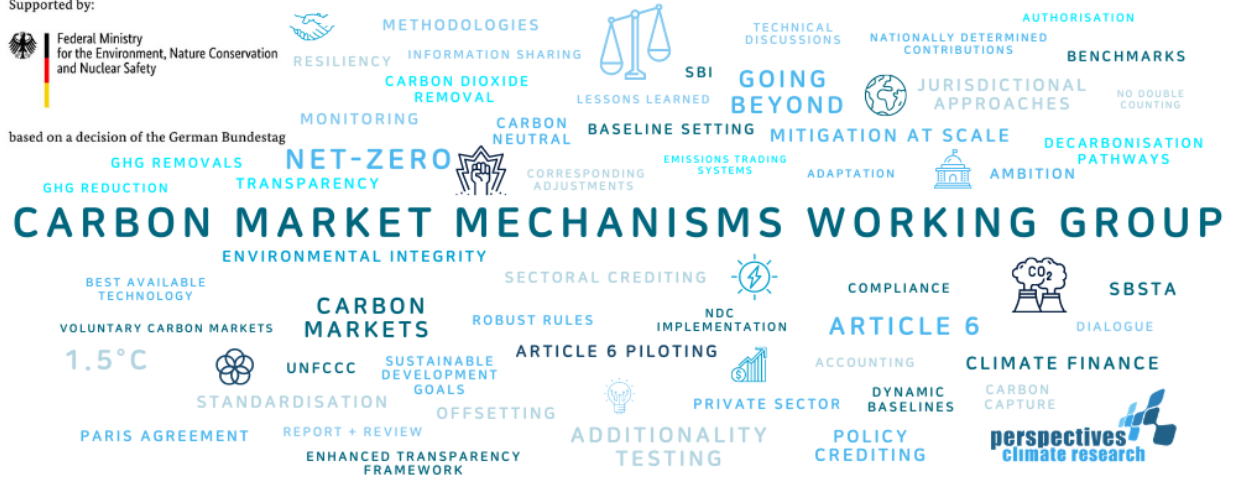 Supported by:
Federal Ministry
for the Environment, Nature Conservation
and Nuclear Safety
based on a decision of the German Bundestag
METHODOLOGIES
RESILIENCY
INFORMATION SHARING
CARBON DIOXIDE
REMOVAL
SBI
LESSONS LEARNED
TECHNICAL
DISCUSSIONS
GOING
BEYOND
AUTHORISATION
NATIONALLY DETERMINED
CONTRIBUTIONS
BENCHMARKS
JURISDICTIONAL
APPROACHES
NO DOUBLE
COUNTING
MONITORING
CARBON
NEUTRAL
BASELINE SETTING
MITIGATION AT SCALE
DECARBONISATION
PATHWAYS
GHG REMOVALS
NET-ZERO
EMISSIONS TRADING
SYSTEMS
CORRESPONDING
ADJUSTMENTS
ADAPTATION
AMBITION
GHG REDUCTION
TRANSPARENCY
CARBON MARKET MECHANISMS WORKING GROUP
ENVIRONMENTAL INTEGRITY
SECTORAL CREDITING
CO2
BEST AVAILABLE
TECHNOLOGY
COMPLIANCE
SBSTA
CARBON
MARKETS
VOLUNTARY CARBON MARKETS
ROBUST RULES
NDC
IMPLEMENTATION
ARTICLE 6
DIALOGUE
1.5°C
UNFCCC
SUSTAINABLE
DEVELOPMENT
GOALS
ARTICLE 6 PILOTING
$
ACCOUNTING
CLIMATE FINANCE
STANDARDISATION
OFFSETTING
PRIVATE SECTOR
DYNAMIC
BASELINES
CARBON
CAPTURE
PARIS AGREEMENT
REPORT + REVIEW
ADDITIONALITY
TESTING
POLICY
CREDITING
ENHANCED TRANSPARENCY
FRAMEWORK
perspectives
climate research